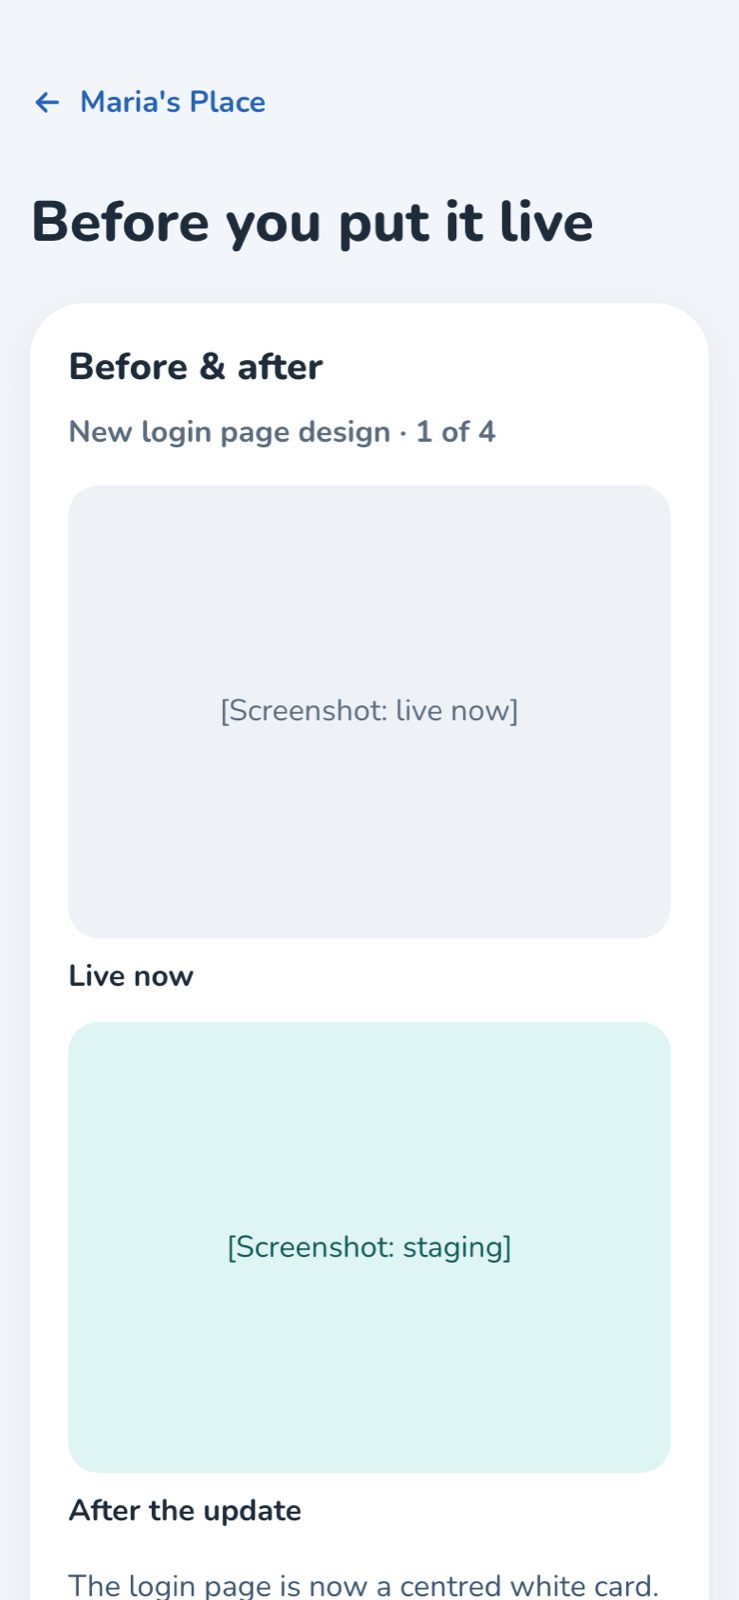 ← Maria's Place
Before you put it live
Before & after
New login page design · 1 of 4
[Screenshot: live now]
Live now
[Screenshot: staging]
After the update
The login page is now a centred white card.